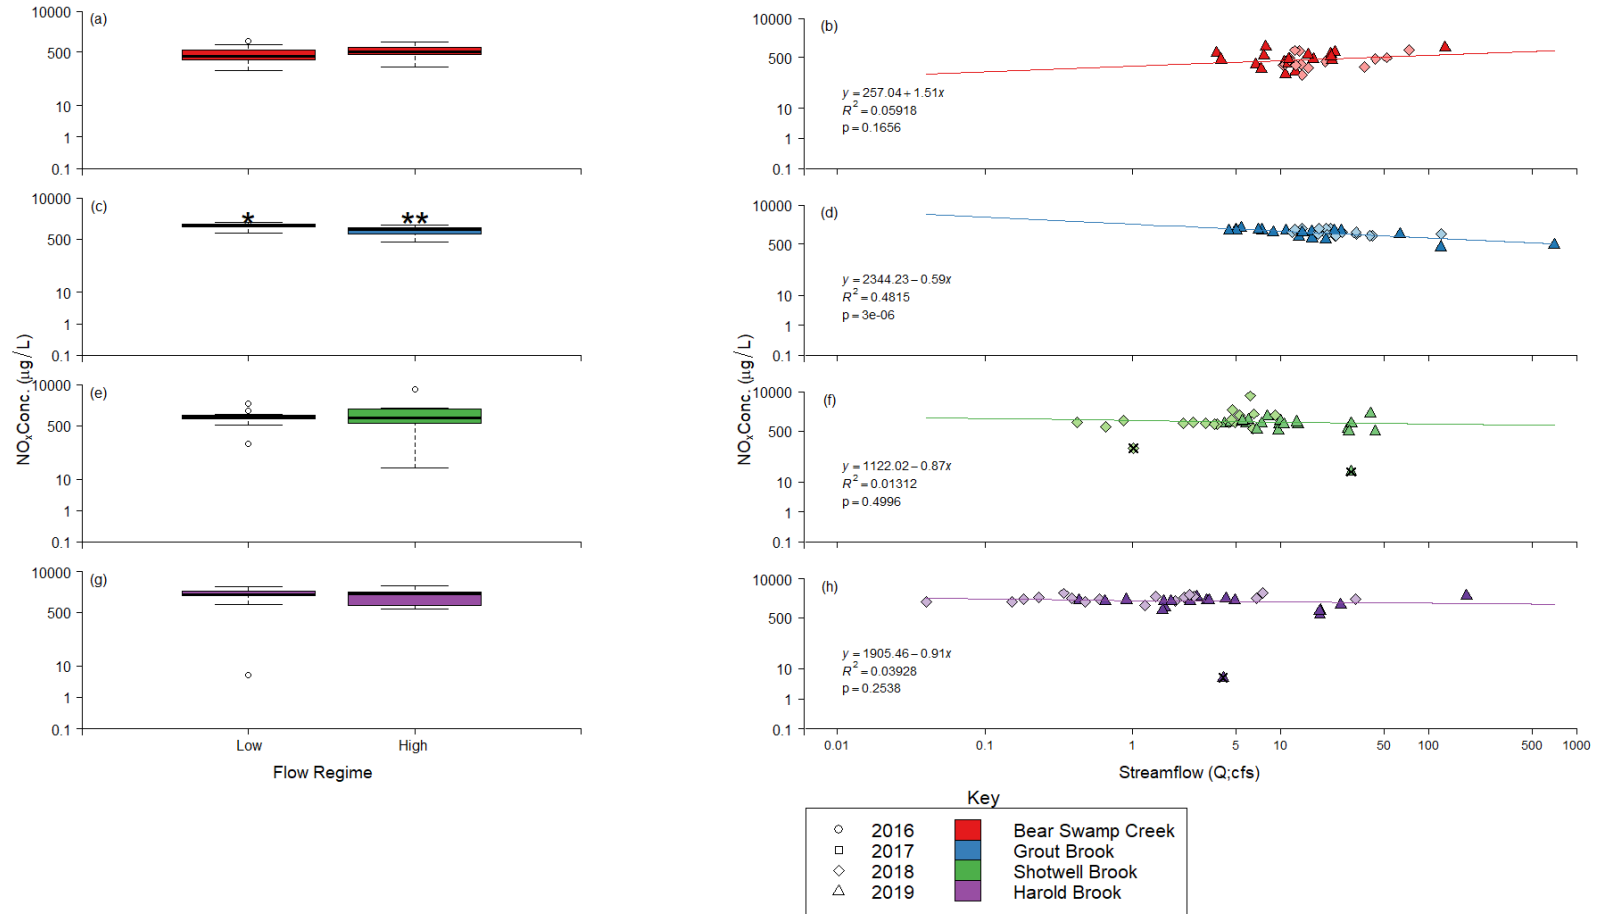 (a)
10000
500
10
1
0.1
(b)
10000
500
10
1
0.1
y = 257.04 + 1.51x
R² = 0.05918
p = 0.1656
(c)
10000
500
10
1
0.1
*
**
(d)
10000
500
10
1
0.1
y = 2344.23 − 0.59x
R² = 0.4815
p = 3e-06
NOxConc. (µg/L)
NOxConc. (µg/L)
(e)
10000
500
10
1
0.1
(f)
10000
500
10
1
0.1
y = 1122.02 − 0.87x
R² = 0.01312
p = 0.4996
(g)
10000
500
10
1
0.1
Low High
Flow Regime
(h)
10000
500
10
1
0.1
y = 1905.46 − 0.91x
R² = 0.03928
p = 0.2538
0.01 0.1 1 5 10 50 100 500 1000
Streamflow (Q;cfs)
Key
2016 Bear Swamp Creek
2017 Grout Brook
2018 Shotwell Brook
2019 Harold Brook